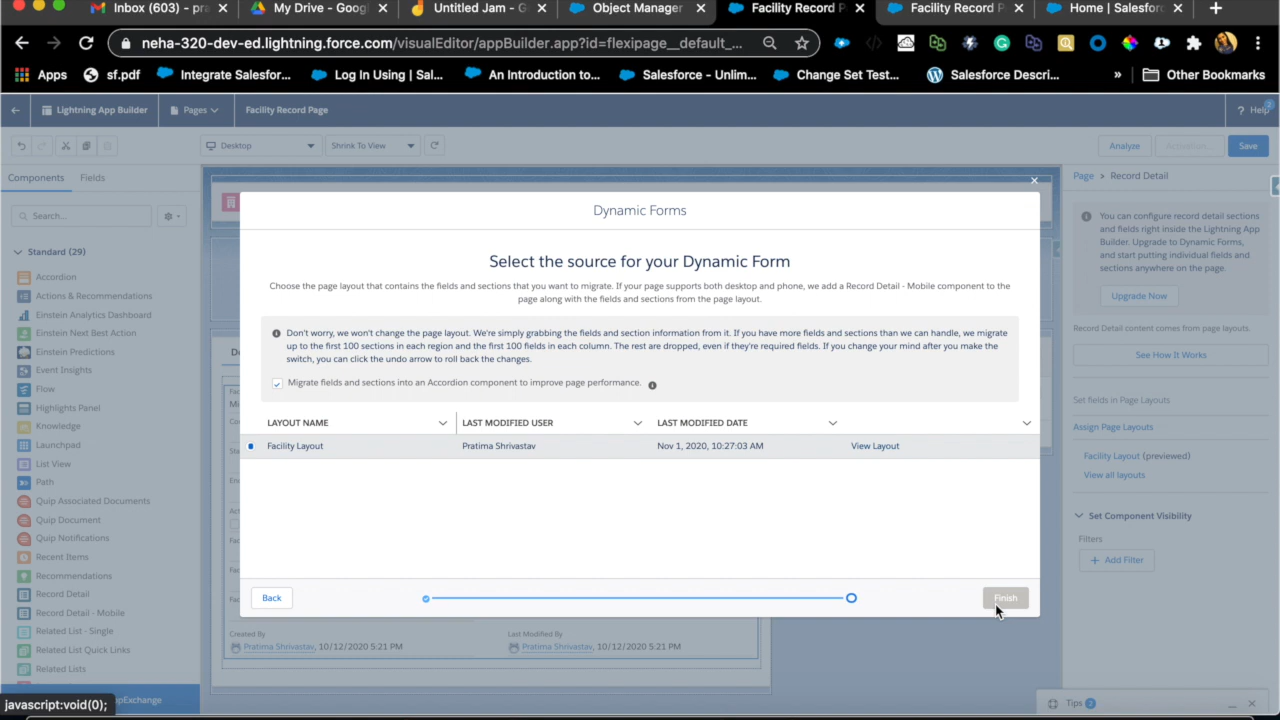 Inbox (603) - pra
My Drive - Googl
Untitled Jam - G
Object Manager
Facility Record P
Facility Record P
Home | Salesfor
neha-320-dev-ed.lightning.force.com/visualEditor/appBuilder.app?id=flexipage__default_...
Apps
sf.pdf
Integrate Salesfor...
Log In Using | Sal...
An Introduction to...
Salesforce - Unlim...
Change Set Test...
Salesforce Descri...
»
Other Bookmarks
Lightning App Builder
Pages
Facility Record Page
? Help
2
Desktop
Shrink To View
Analyze
Activation...
Save
Components
Fields
Page > Record Detail
Search...
Standard (29)
Accordion
Actions & Recommendations
Einstein Analytics Dashboard
Einstein Next Best Action
Einstein Predictions
Event Insights
Flow
Highlights Panel
Knowledge
Launchpad
List View
Path
Quip Associated Documents
Quip Document
Quip Notifications
Recent Items
Recommendations
Record Detail
Record Detail - Mobile
Related List - Single
Related List Quick Links
Related Lists
pExchange
javascript:void(0);
Dynamic Forms
Select the source for your Dynamic Form
Choose the page layout that contains the fields and sections that you want to migrate. If your page supports both desktop and phone, we add a Record Detail - Mobile component to the
page along with the fields and sections from the page layout.
Don't worry, we won't change the page layout. We're simply grabbing the fields and section information from it. If you have more fields and sections than we can handle, we migrate
up to the first 100 sections in each region and the first 100 fields in each column. The rest are dropped, even if they're required fields. If you change your mind after you make the
switch, you can click the undo arrow to roll back the changes.
Migrate fields and sections into an Accordion component to improve page performance.
LAYOUT NAME
LAST MODIFIED USER
LAST MODIFIED DATE
Facility Layout
Pratima Shrivastav
Nov 1, 2020, 10:27:03 AM
View Layout
Back
Finish
Created By
Last Modified By
Pratima Shrivastav, 10/12/2020 5:21 PM
Pratima Shrivastav, 10/12/2020 5:21 PM
You can configure record detail sections
and fields right inside the Lightning App
Builder. Upgrade to Dynamic Forms,
and start putting individual fields and
sections anywhere on the page.
Upgrade Now
Record Detail content comes from page layouts.
See How It Works
Set fields in Page Layouts
Assign Page Layouts
Facility Layout (previewed)
View all layouts
Set Component Visibility
Filters
+ Add Filter
Tips 2